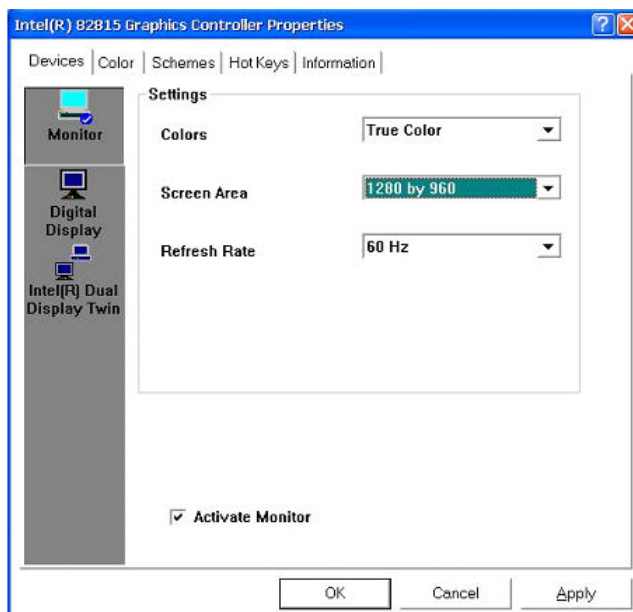 Intel(R) 82815 Graphics Controller Properties
Devices Color Schemes Hot Keys Information
Monitor
Digital
Display
Intel(R) Dual
Display Twin
Settings
Colors True Color
Screen Area 1280 by 960
Refresh Rate 60 Hz
Activate Monitor
OK Cancel Apply